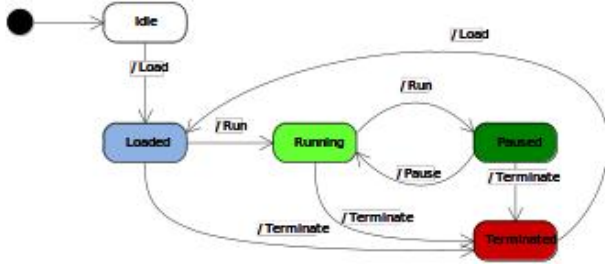 Idle
/ Load
/ Load
/ Run
/ Run
Loaded
Running
Paused
/ Pause
/ Terminate
/ Terminate
/ Terminate
Terminated